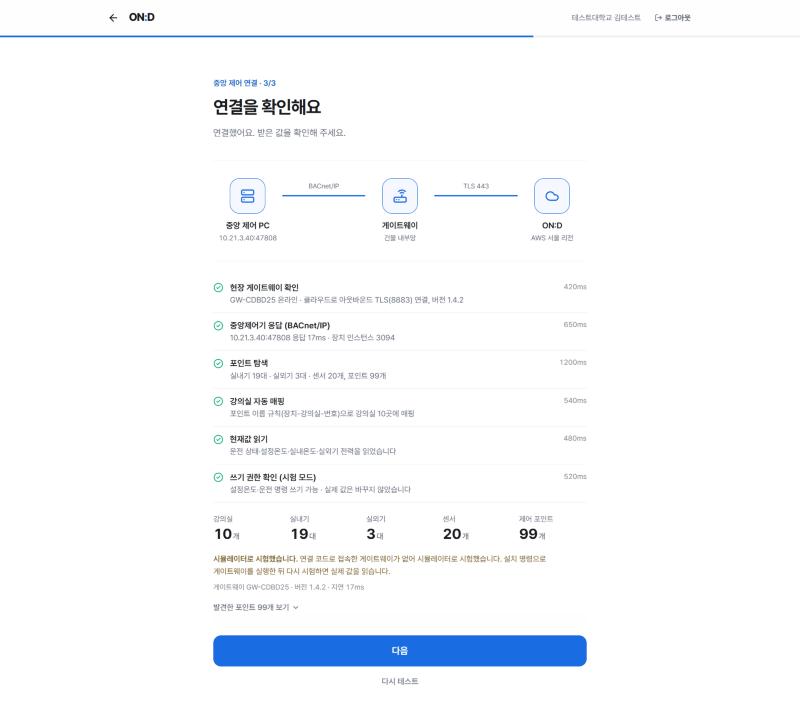 ON:D
테스트대학교 김테스트
로그아웃
중앙 제어 연결 · 3/3
연결을 확인해요
연결했어요. 받은 값을 확인해 주세요.
BACnet/IP
TLS 443
중앙 제어 PC
10.21.3.40:47808
게이트웨이
건물 내부망
ON:D
AWS 서울 리전
현장 게이트웨이 확인
420ms
GW-CDBD25 온라인 · 클라우드로 아웃바운드 TLS(8883) 연결, 버전 1.4.2
중앙제어기 응답 (BACnet/IP)
650ms
10.21.3.40:47808 응답 17ms · 장치 인스턴스 3094
포인트 탐색
1200ms
실내기 19대 · 실외기 3대 · 센서 20개, 포인트 99개
강의실 자동 매핑
540ms
포인트 이름 규칙(장치-강의실-번호)으로 강의실 10곳에 매핑
현재값 읽기
480ms
운전 상태·설정온도·실내온도·실외기 전력을 읽었습니다
쓰기 권한 확인 (시험 모드)
520ms
설정온도·운전 명령 쓰기 가능 · 실제 값은 바꾸지 않았습니다
강의실
실내기
실외기
센서
제어 포인트
10개
19대
3대
20개
99개
시뮬레이터로 시험했습니다. 연결 코드로 접속한 게이트웨이가 없어 시뮬레이터로 시험했습니다. 설치 명령으로
게이트웨이를 실행한 뒤 다시 시험하면 실제 값을 읽습니다.
게이트웨이 GW-CDBD25 · 버전 1.4.2 · 지연 17ms
발견한 포인트 99개 보기
다음
다시 테스트